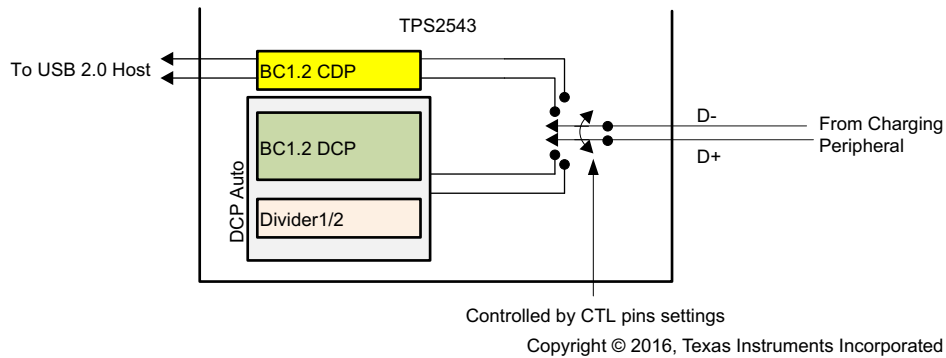 TPS2543
To USB 2.0 Host
BC1.2 CDP
D-
From Charging
Peripheral
D+
BC1.2 DCP
DCP Auto
Divider1/2
Controlled by CTL pins settings
Copyright © 2016, Texas Instruments Incorporated